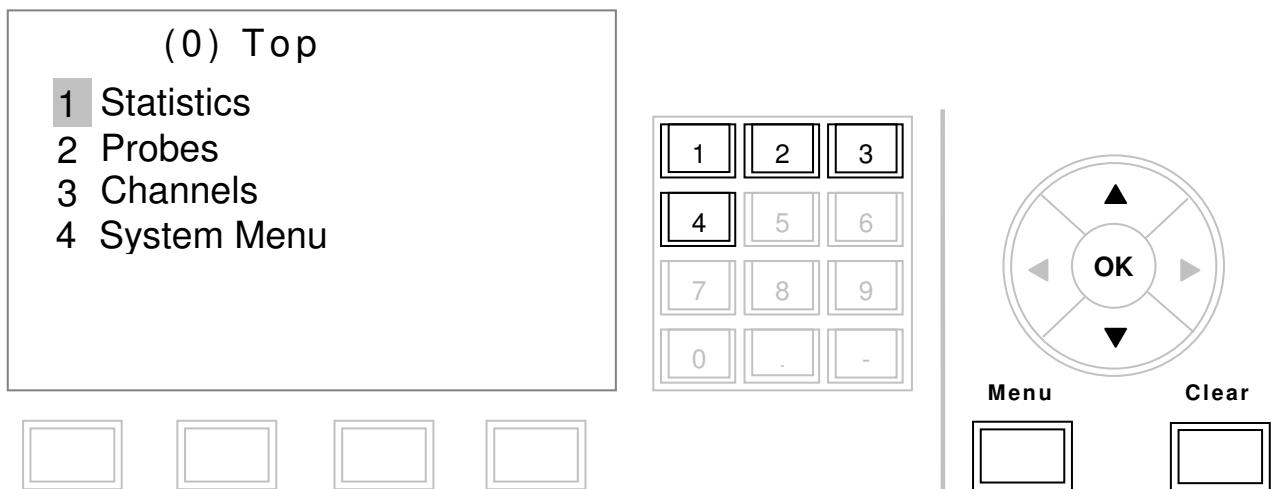 (0) Top
1 Statistics
2 Probes
3 Channels
4 System Menu
1 2 3
4 5 6
7 8 9
0 . -
OK
Menu Clear